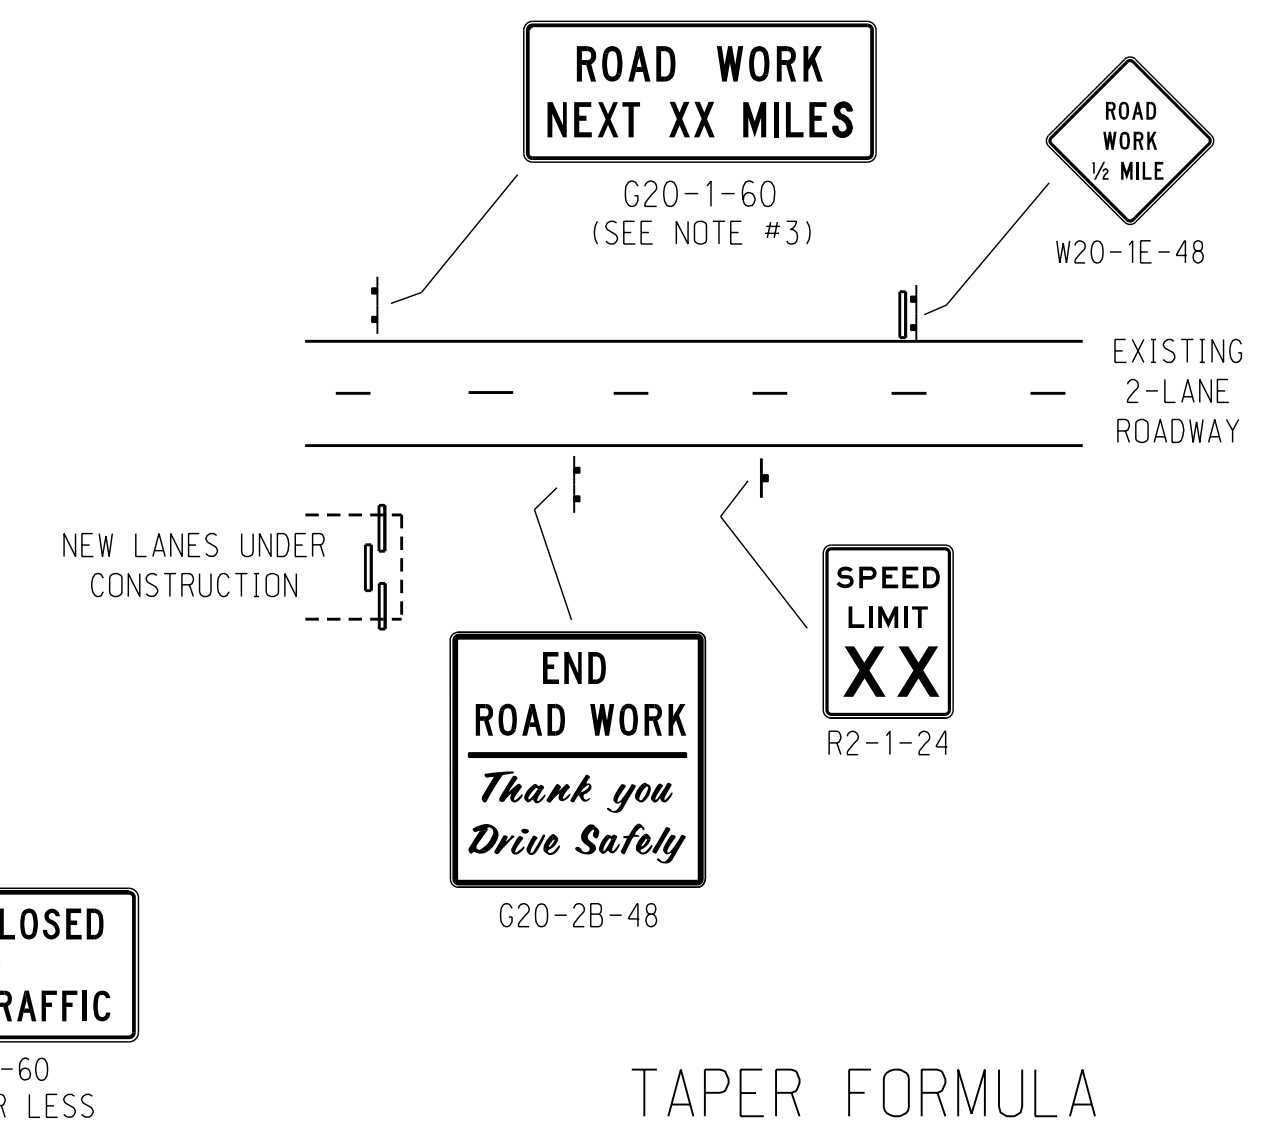 ROAD WORK
NEXT XX MILES
G20-1-60
(SEE NOTE #3)
ROAD
WORK
½ MILE
W20-1E-48
EXISTING
2-LANE
ROADWAY
NEW LANES UNDER
CONSTRUCTION
END
ROAD WORK
Thank you
Drive Safely
G20-2B-48
SPEED
LIMIT
XX
R2-1-24
LOSED
RAFFIC
-60
R LESS
TAPER FORMULA